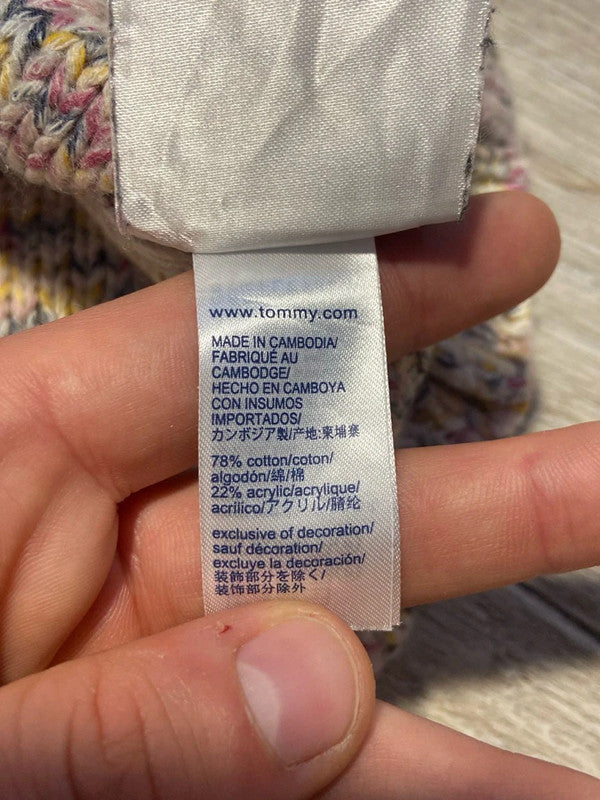 www.tommy.com
MADE IN CAMBODIA/
FABRIQUÉ AU
CAMBODGE/
HECHO EN CAMBOYA
CON INSUMOS
IMPORTADOS/
カンボジア製/产地:柬埔寨
78% cotton/coton/
algodón/綿/棉
22% acrylic/acrylique/
acrílico/アクリル/腈纶
exclusive of decoration/
sauf décoration/
excluye la decoración/
装飾部分を除く/
装饰部分除外